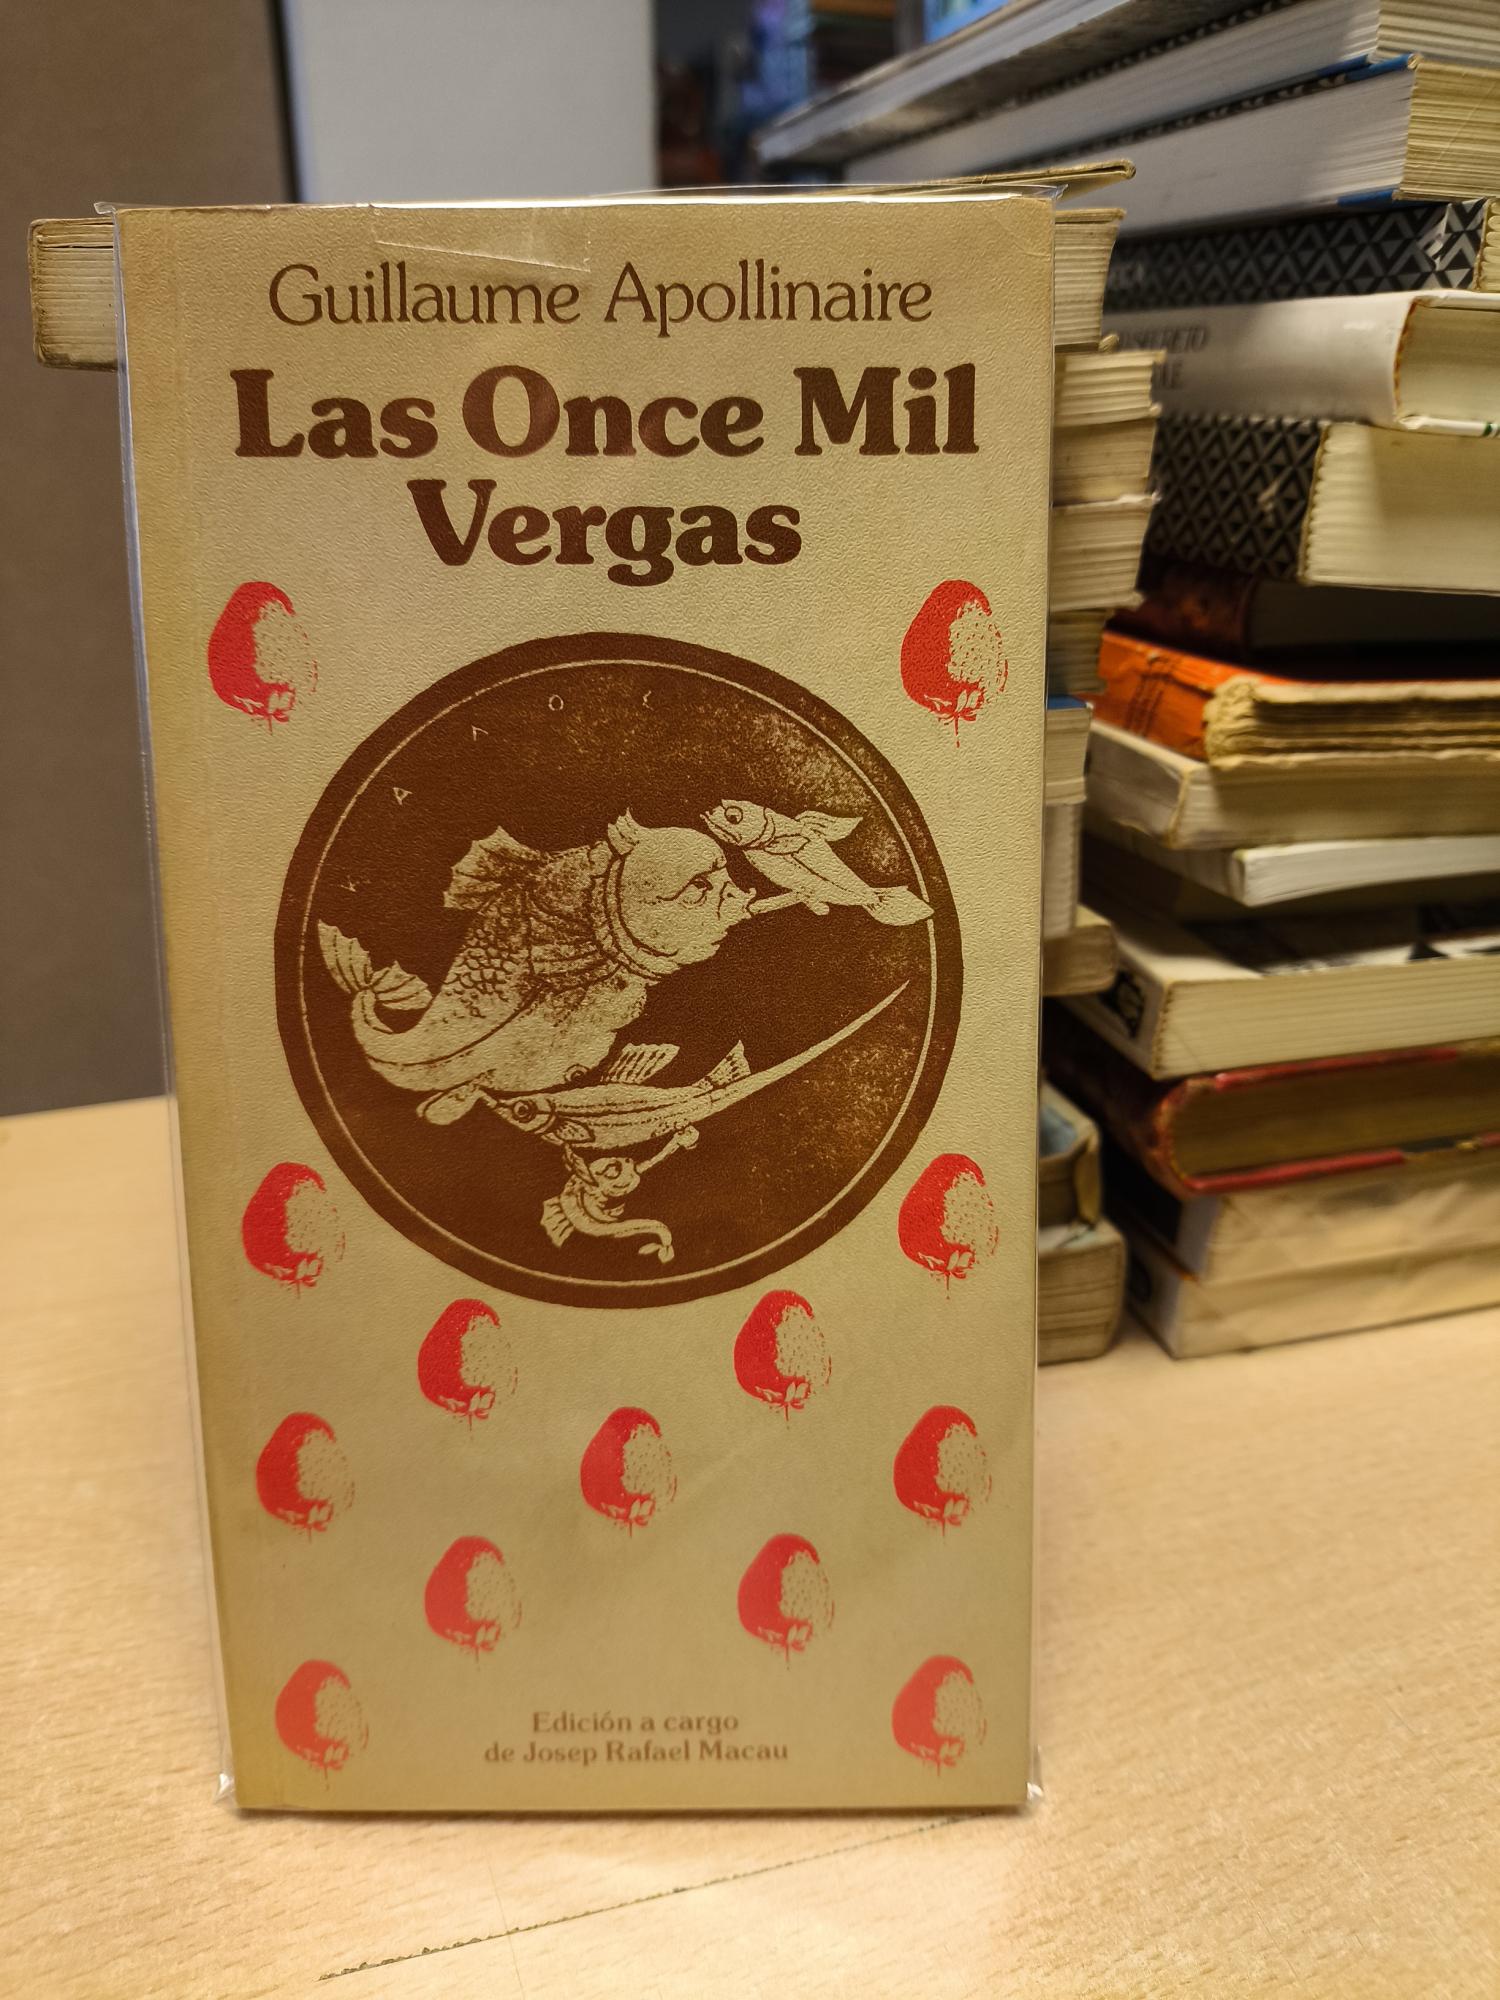 Guillaume Apollinaire
Las Once Mil
Vergas
Edición a cargo
de Josep Rafael Macau